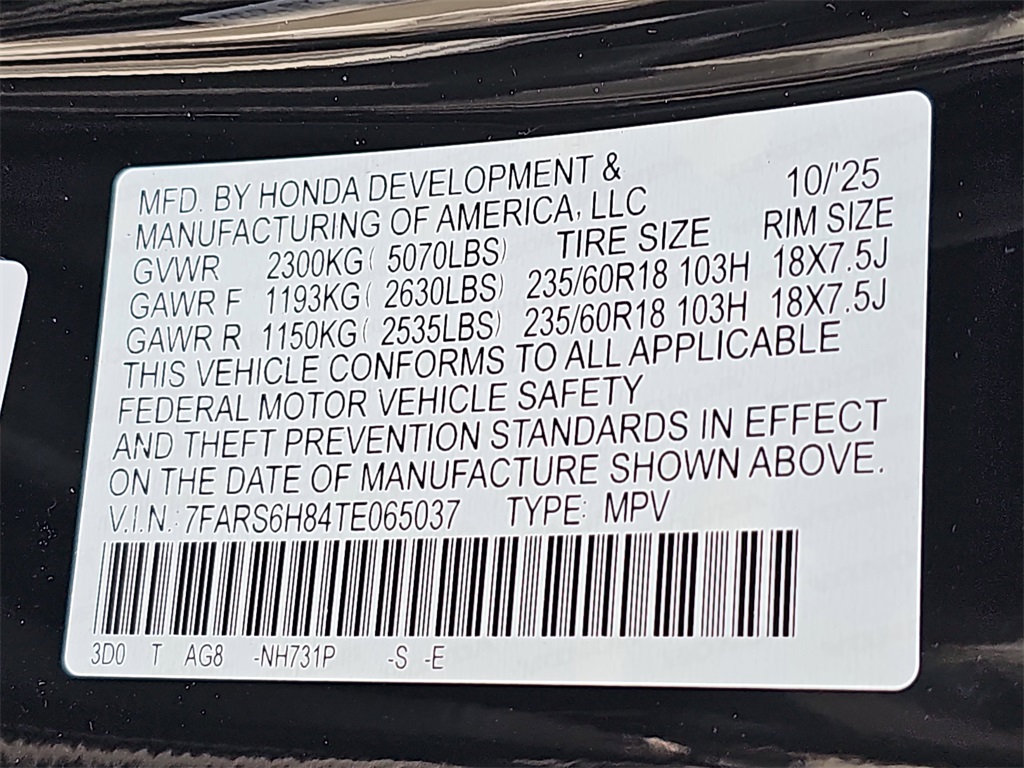 MFD. BY HONDA DEVELOPMENT & 10/'25
MANUFACTURING OF AMERICA, LLC
GVWR 2300KG( 5070LBS) TIRE SIZE RIM SIZE
GAWR F 1193KG( 2630LBS) 235/60R18 103H 18X7.5J
GAWR R 1150KG( 2535LBS) 235/60R18 103H 18X7.5J
THIS VEHICLE CONFORMS TO ALL APPLICABLE
FEDERAL MOTOR VEHICLE SAFETY
AND THEFT PREVENTION STANDARDS IN EFFECT
ON THE DATE OF MANUFACTURE SHOWN ABOVE.
V.I.N.: 7FARS6H84TE065037 TYPE: MPV
3D0 T AG8 -NH731P -S -E